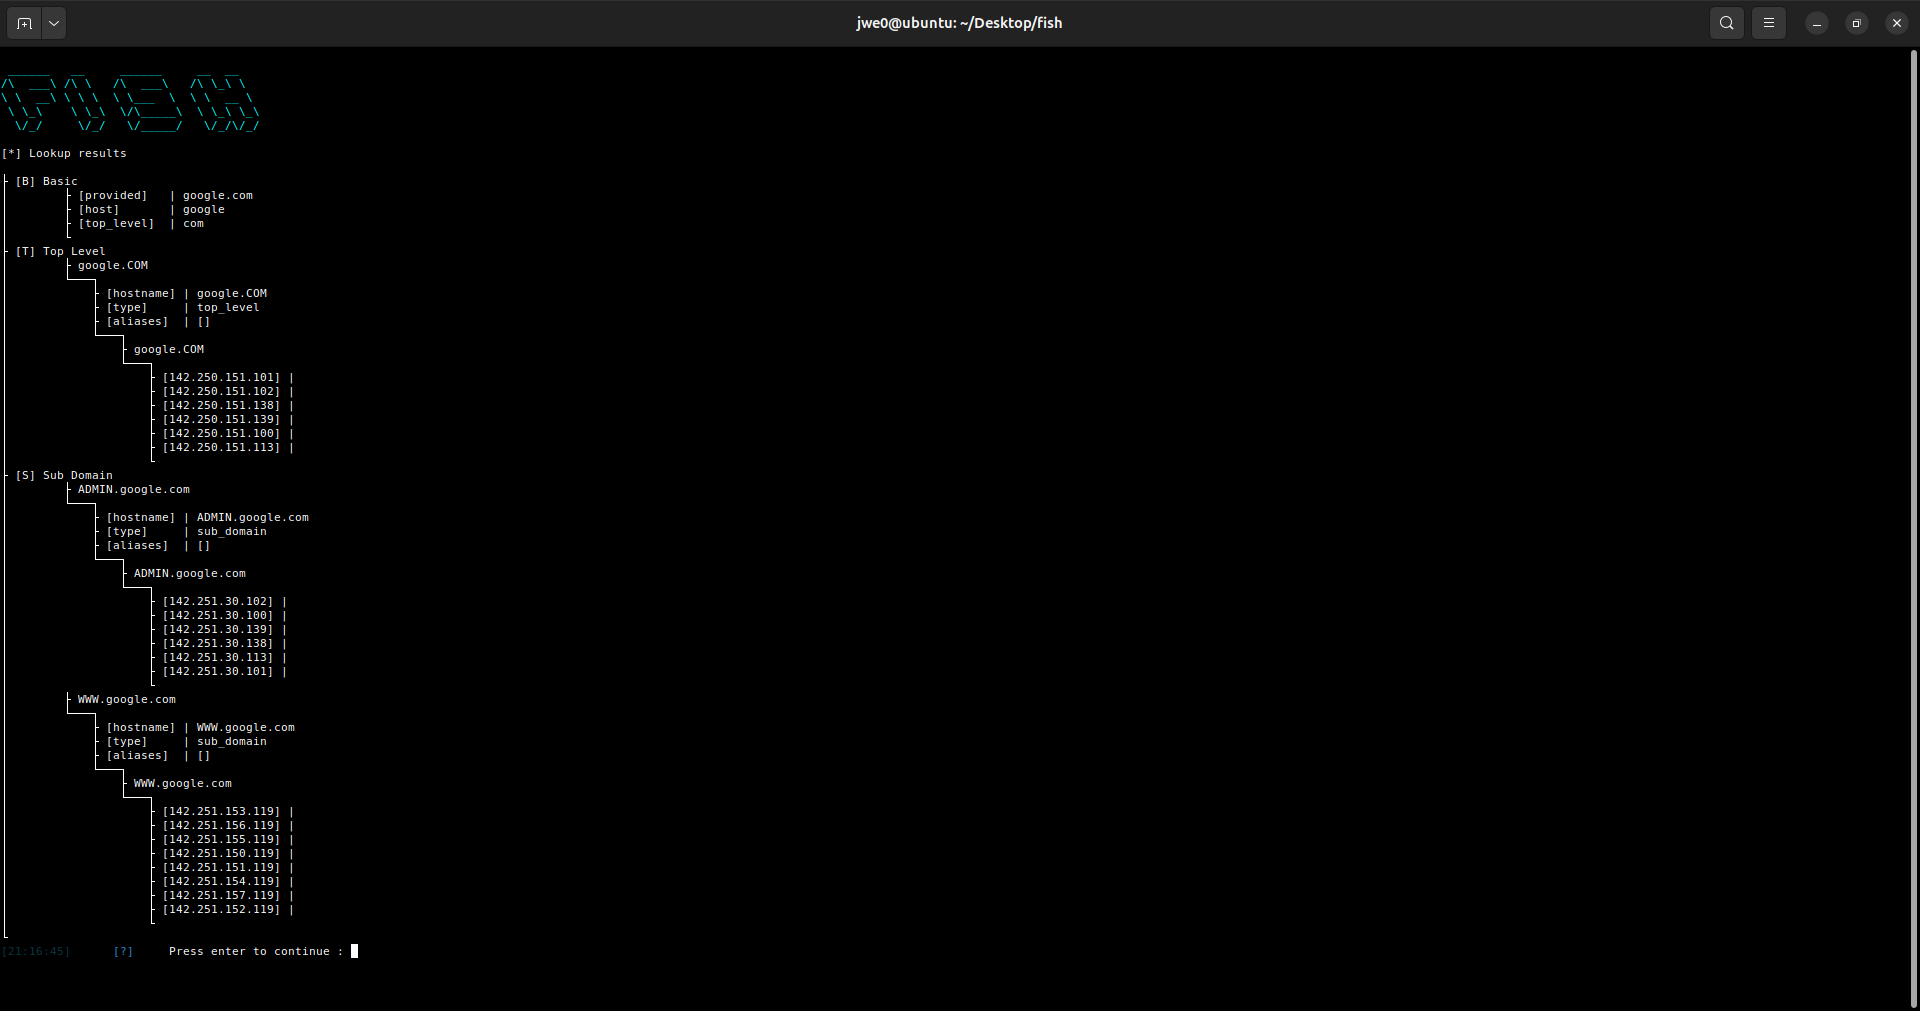 jwe0@ubuntu: ~/Desktop/fish
FISH
[*] Lookup results
[B] Basic
[provided] | google.com
[host] | google
[top_level] | com
[T] Top Level
google.COM
[hostname] | google.COM
[type] | top_level
[aliases] | []
google.COM
[142.250.151.101] |
[142.250.151.102] |
[142.250.151.138] |
[142.250.151.139] |
[142.250.151.100] |
[142.250.151.113] |
[S] Sub Domain
ADMIN.google.com
[hostname] | ADMIN.google.com
[type] | sub_domain
[aliases] | []
ADMIN.google.com
[142.251.30.102] |
[142.251.30.100] |
[142.251.30.139] |
[142.251.30.138] |
[142.251.30.113] |
[142.251.30.101] |
WWW.google.com
[hostname] | WWW.google.com
[type] | sub_domain
[aliases] | []
WWW.google.com
[142.251.153.119] |
[142.251.156.119] |
[142.251.155.119] |
[142.251.150.119] |
[142.251.151.119] |
[142.251.154.119] |
[142.251.157.119] |
[142.251.152.119] |
[21:16:45] [?] Press enter to continue :